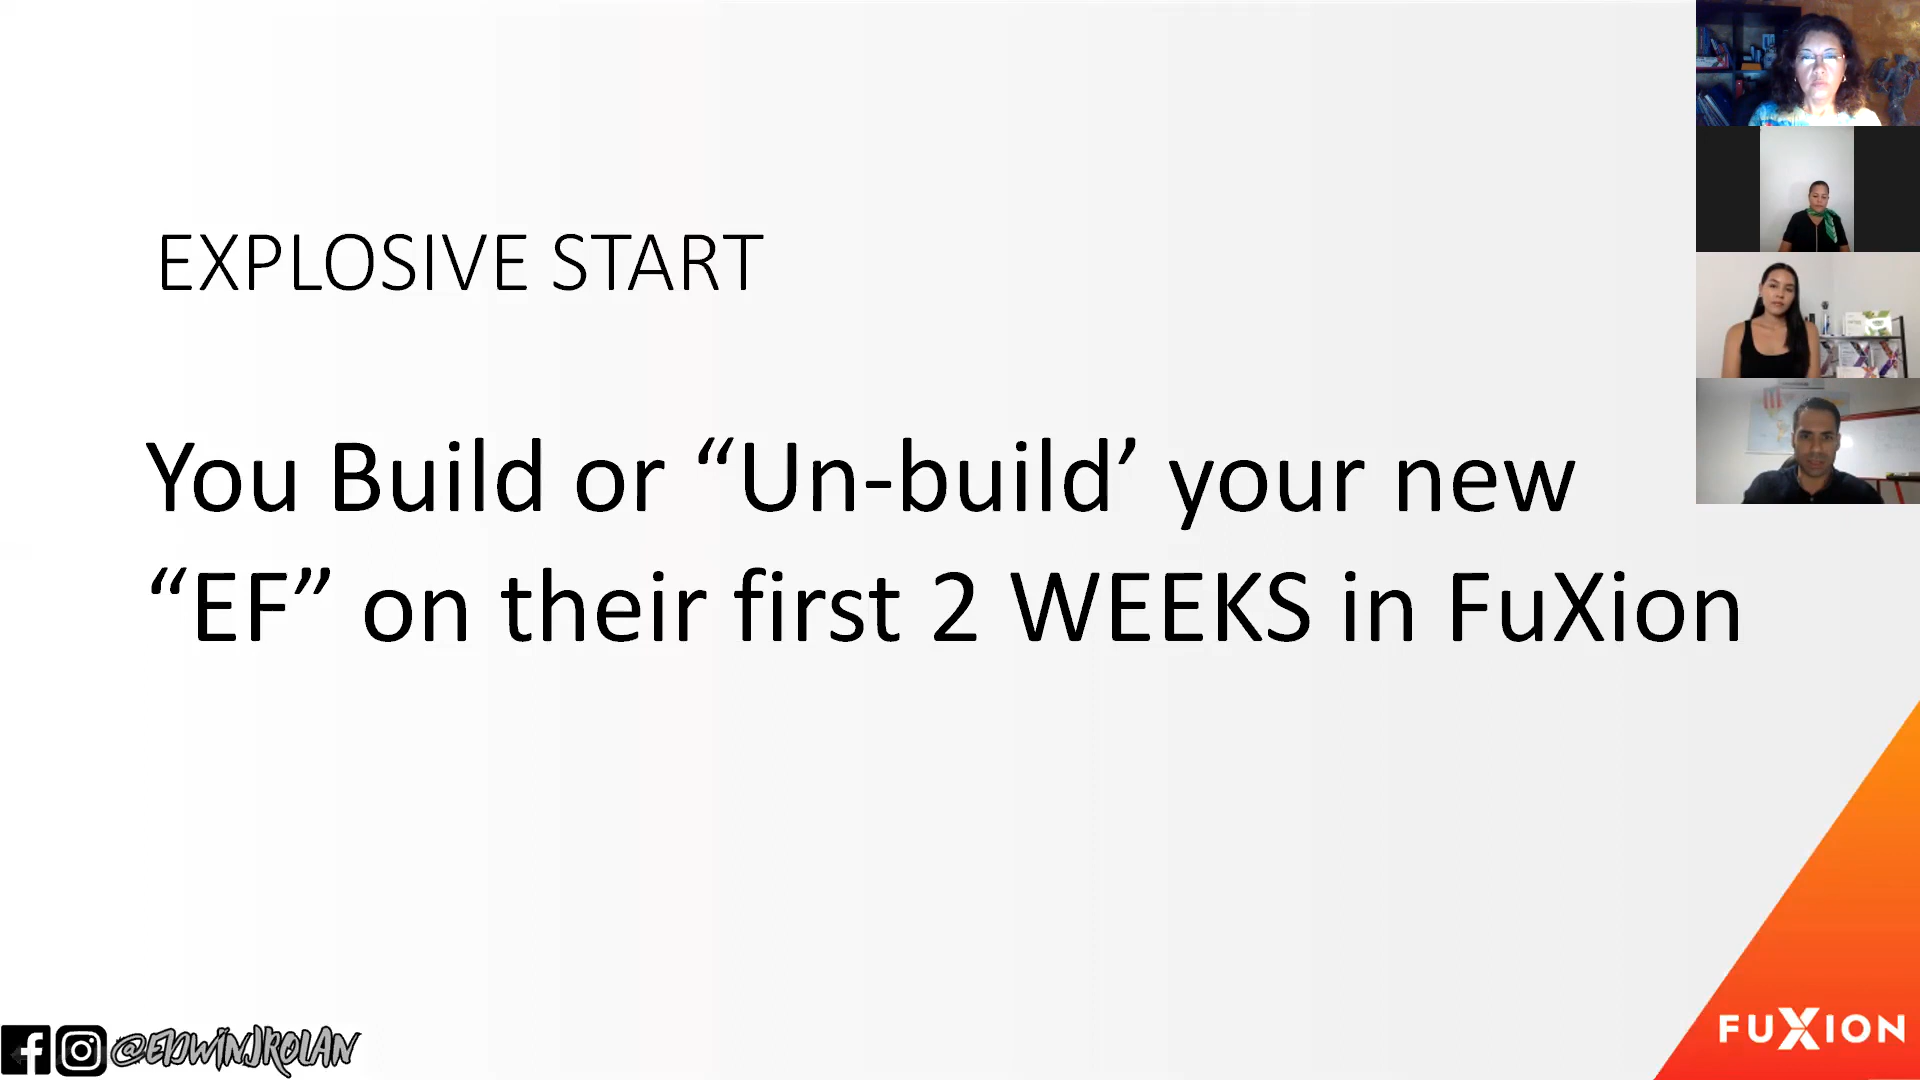 EXPLOSIVE START
You Build or “Un-build’ your new
“EF” on their first 2 WEEKS in FuXion
@EDWINJROLAN
FUXION